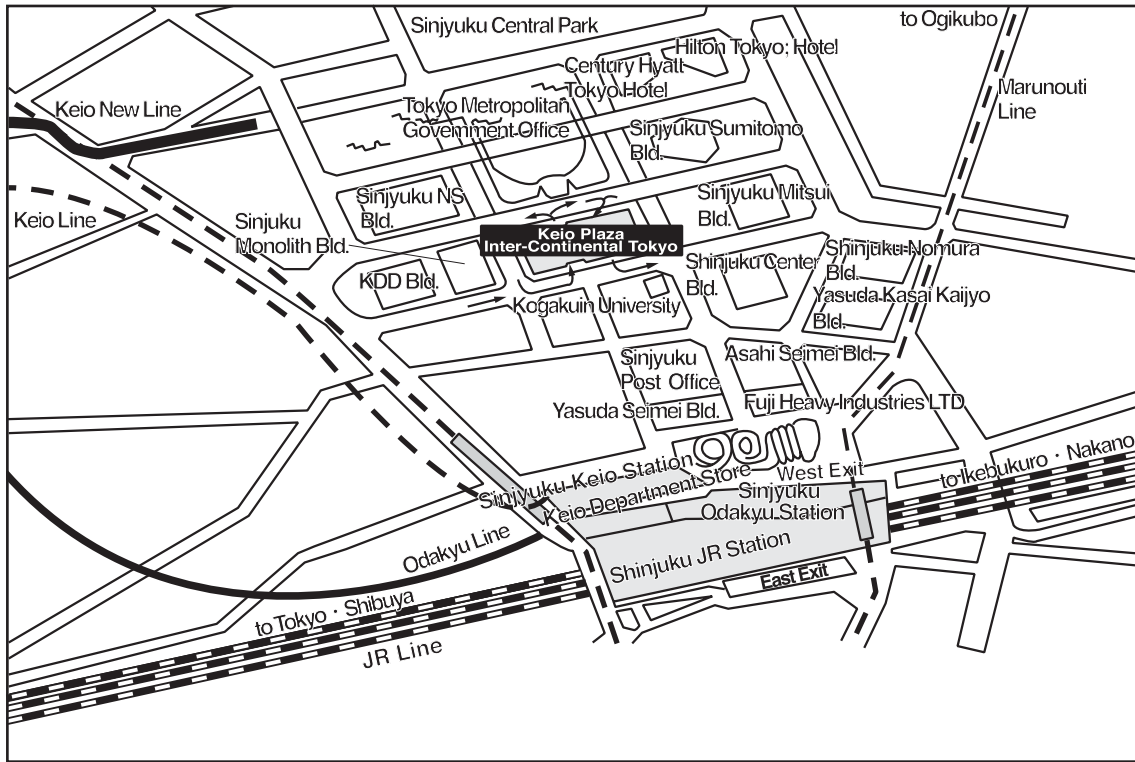 Sinjyuku Central Park
to Ogikubo
Hilton Tokyo; Hotel
Century Hyatt
Tokyo Hotel
Marunouti
Line
Keio New Line
Tokyo Metropolitan
Government Office
Sinjyuku Sumitomo
Bld.
Sinjyuku NS
Bld.
Sinjyuku Mitsui
Bld.
Keio Line
Sinjuku
Monolith Bld.
Keio Plaza
Inter-Continental Tokyo
Shinjuku Nomura
Bld.
KDD Bld.
Shinjuku Center
Bld.
Kogakuin University
Yasuda Kasai Kaijyo
Bld.
Sinjyuku
Post Office
Asahi Seimei Bld.
Yasuda Seimei Bld.
Fuji Heavy Industries LTD
Sinjyuku Keio Station
Keio Department Store
West Exit
to Ikebukuro · Nakano
Sinjyuku
Odakyu Station
Odakyu Line
Shinjuku JR Station
East Exit
to Tokyo · Shibuya
JR Line